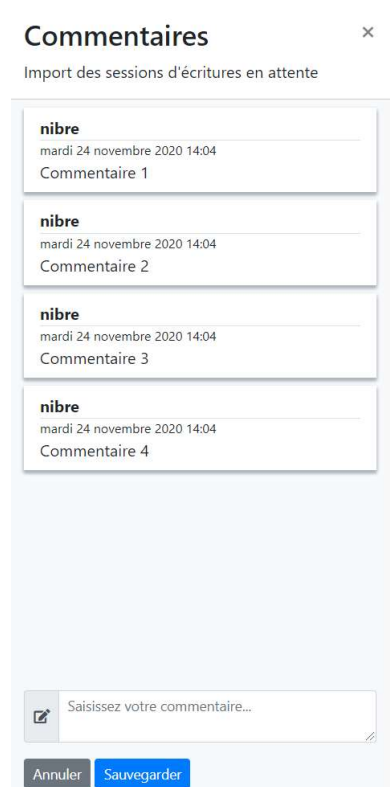 Commentaires
×
Import des sessions d'écritures en attente
nibre
mardi 24 novembre 2020 14:04
Commentaire 1
nibre
mardi 24 novembre 2020 14:04
Commentaire 2
nibre
mardi 24 novembre 2020 14:04
Commentaire 3
nibre
mardi 24 novembre 2020 14:04
Commentaire 4
Saisissez votre commentaire...
Annuler Sauvegarder